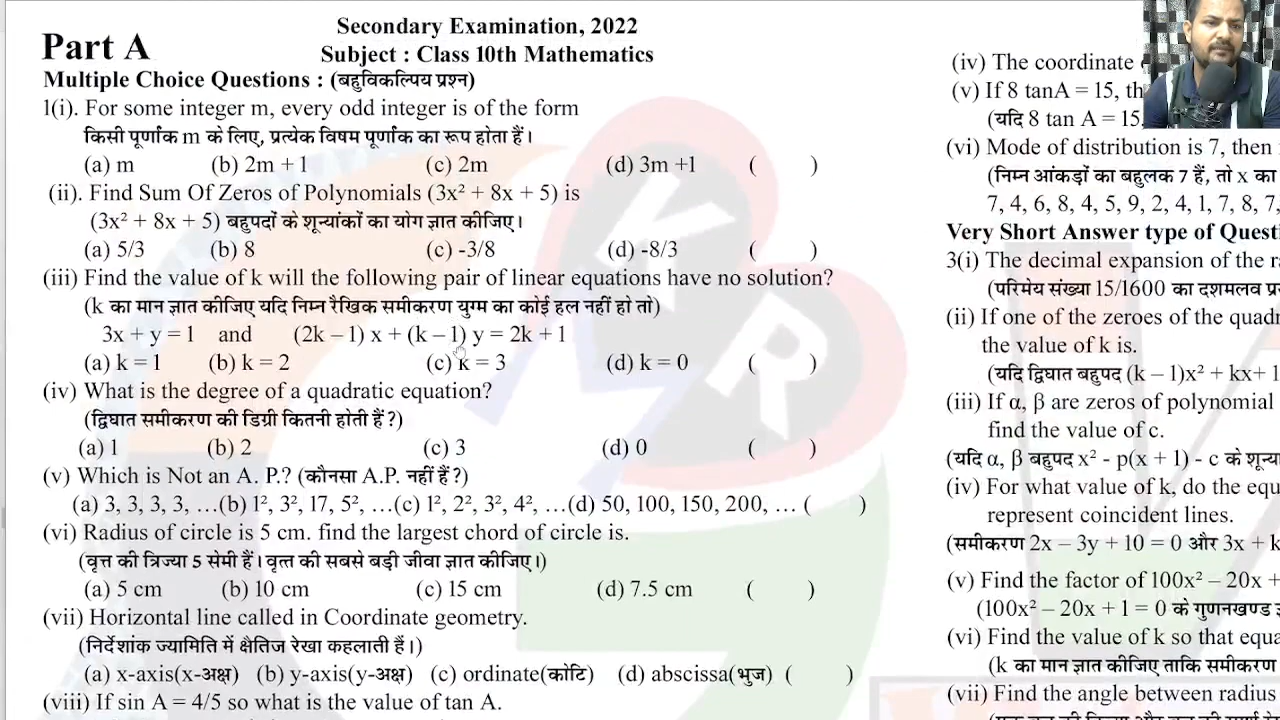 Secondary Examination, 2022
Part A
Subject : Class 10th Mathematics
Multiple Choice Questions : (बहुविकल्पिय प्रश्न)
1(i). For some integer m, every odd integer is of the form
किसी पूर्णांक m के लिए, प्रत्येक विषम पूर्णांक का रूप होता हैं।
(a) m (b) 2m + 1 (c) 2m (d) 3m +1 ( )
(ii). Find Sum Of Zeros of Polynomials (3x² + 8x + 5) is
(3x² + 8x + 5) बहुपदों के शून्यांकों का योग ज्ञात कीजिए।
(a) 5/3 (b) 8 (c) -3/8 (d) -8/3 ( )
(iii) Find the value of k will the following pair of linear equations have no solution?
(k का मान ज्ञात कीजिए यदि निम्न रैखिक समीकरण युग्म का कोई हल नहीं हो तो)
3x + y = 1 and (2k – 1) x + (k – 1) y = 2k + 1
(a) k = 1 (b) k = 2 (c) k = 3 (d) k = 0 ( )
(iv) What is the degree of a quadratic equation?
(द्विघात समीकरण की डिग्री कितनी होती हैं ?)
(a) 1 (b) 2 (c) 3 (d) 0 ( )
(v) Which is Not an A. P.? (कौनसा A.P. नहीं हैं ?)
(a) 3, 3, 3, 3, …(b) 1², 3², 17, 5², …(c) 1², 2², 3², 4², …(d) 50, 100, 150, 200, … ( )
(vi) Radius of circle is 5 cm. find the largest chord of circle is.
(वृत्त की त्रिज्या 5 सेमी हैं। वृत्त की सबसे बड़ी जीवा ज्ञात कीजिए।)
(a) 5 cm (b) 10 cm (c) 15 cm (d) 7.5 cm ( )
(vii) Horizontal line called in Coordinate geometry.
(निर्देशांक ज्यामिति में क्षैतिज रेखा कहलाती हैं।)
(a) x-axis(x-अक्ष) (b) y-axis(y-अक्ष) (c) ordinate(कोटि) (d) abscissa(भुज) ( )
(viii) If sin A = 4/5 so what is the value of tan A.
(iv) The coordinate
(v) If 8 tanA = 15, th
(यदि 8 tan A = 15,
(vi) Mode of distribution is 7, then
(निम्न आंकड़ों का बहुलक 7 हैं, तो x का
7, 4, 6, 8, 4, 5, 9, 2, 4, 1, 7, 8, 7,
Very Short Answer type of Questi
3(i) The decimal expansion of the ra
(परिमेय संख्या 15/1600 का दशमलव प्र
(ii) If one of the zeroes of the quadr
the value of k is.
(यदि द्विघात बहुपद (k – 1)x² + kx+ 1
(iii) If α, β are zeros of polynomial
find the value of c.
(यदि α, β बहुपद x² - p(x + 1) - c के शून्या
(iv) For what value of k, do the equ
represent coincident lines.
(समीकरण 2x – 3y + 10 = 0 और 3x + k
(v) Find the factor of 100x² – 20x +
(100x² – 20x + 1 = 0 के गुणनखण्ड
(vi) Find the value of k so that equa
(k का मान ज्ञात कीजिए ताकि समीकरण
(vii) Find the angle between radius
K
R